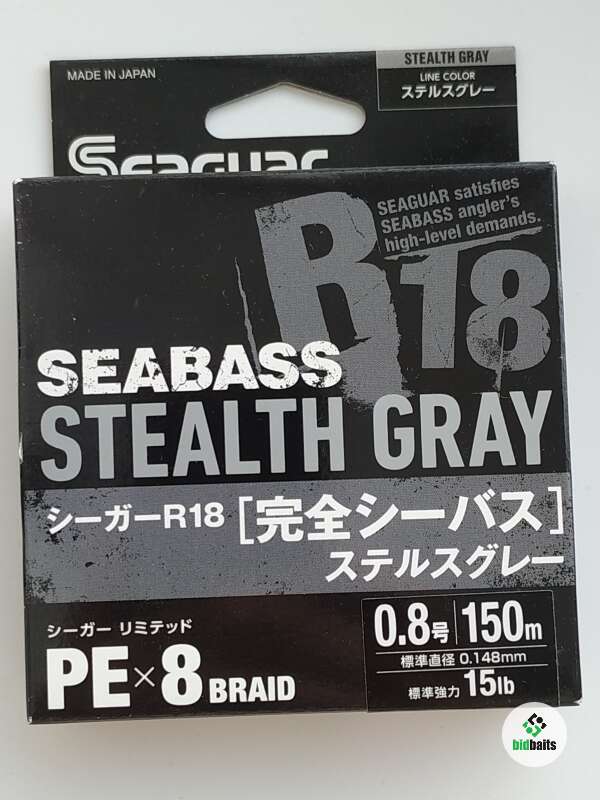 MADE IN JAPAN
STEALTH GRAY
LINE COLOR
ステルスグレー
Seaguar
R18
SEAGUAR satisfies
SEABASS angler's
high-level demands.
SEABASS
STEALTH GRAY
シーガーR18 [完全シーバス]
ステルスグレー
シーガー リミテッド
PE×8 BRAID
0.8号 150m
標準直径 0.148mm
標準強力 15lb
bidbaits